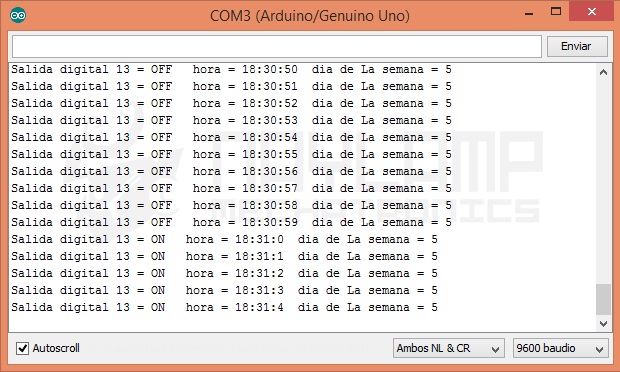 COM3 (Arduino/Genuino Uno)
Enviar
Salida digital 13 = OFF   hora = 18:30:50  dia de La semana = 5
Salida digital 13 = OFF   hora = 18:30:51  dia de La semana = 5
Salida digital 13 = OFF   hora = 18:30:52  dia de La semana = 5
Salida digital 13 = OFF   hora = 18:30:53  dia de La semana = 5
Salida digital 13 = OFF   hora = 18:30:54  dia de La semana = 5
Salida digital 13 = OFF   hora = 18:30:55  dia de La semana = 5
Salida digital 13 = OFF   hora = 18:30:56  dia de La semana = 5
Salida digital 13 = OFF   hora = 18:30:57  dia de La semana = 5
Salida digital 13 = OFF   hora = 18:30:58  dia de La semana = 5
Salida digital 13 = OFF   hora = 18:30:59  dia de La semana = 5
Salida digital 13 = ON   hora = 18:31:0  dia de La semana = 5
Salida digital 13 = ON   hora = 18:31:1  dia de La semana = 5
Salida digital 13 = ON   hora = 18:31:2  dia de La semana = 5
Salida digital 13 = ON   hora = 18:31:3  dia de La semana = 5
Salida digital 13 = ON   hora = 18:31:4  dia de La semana = 5
Autoscroll
Ambos NL & CR
9600 baudio